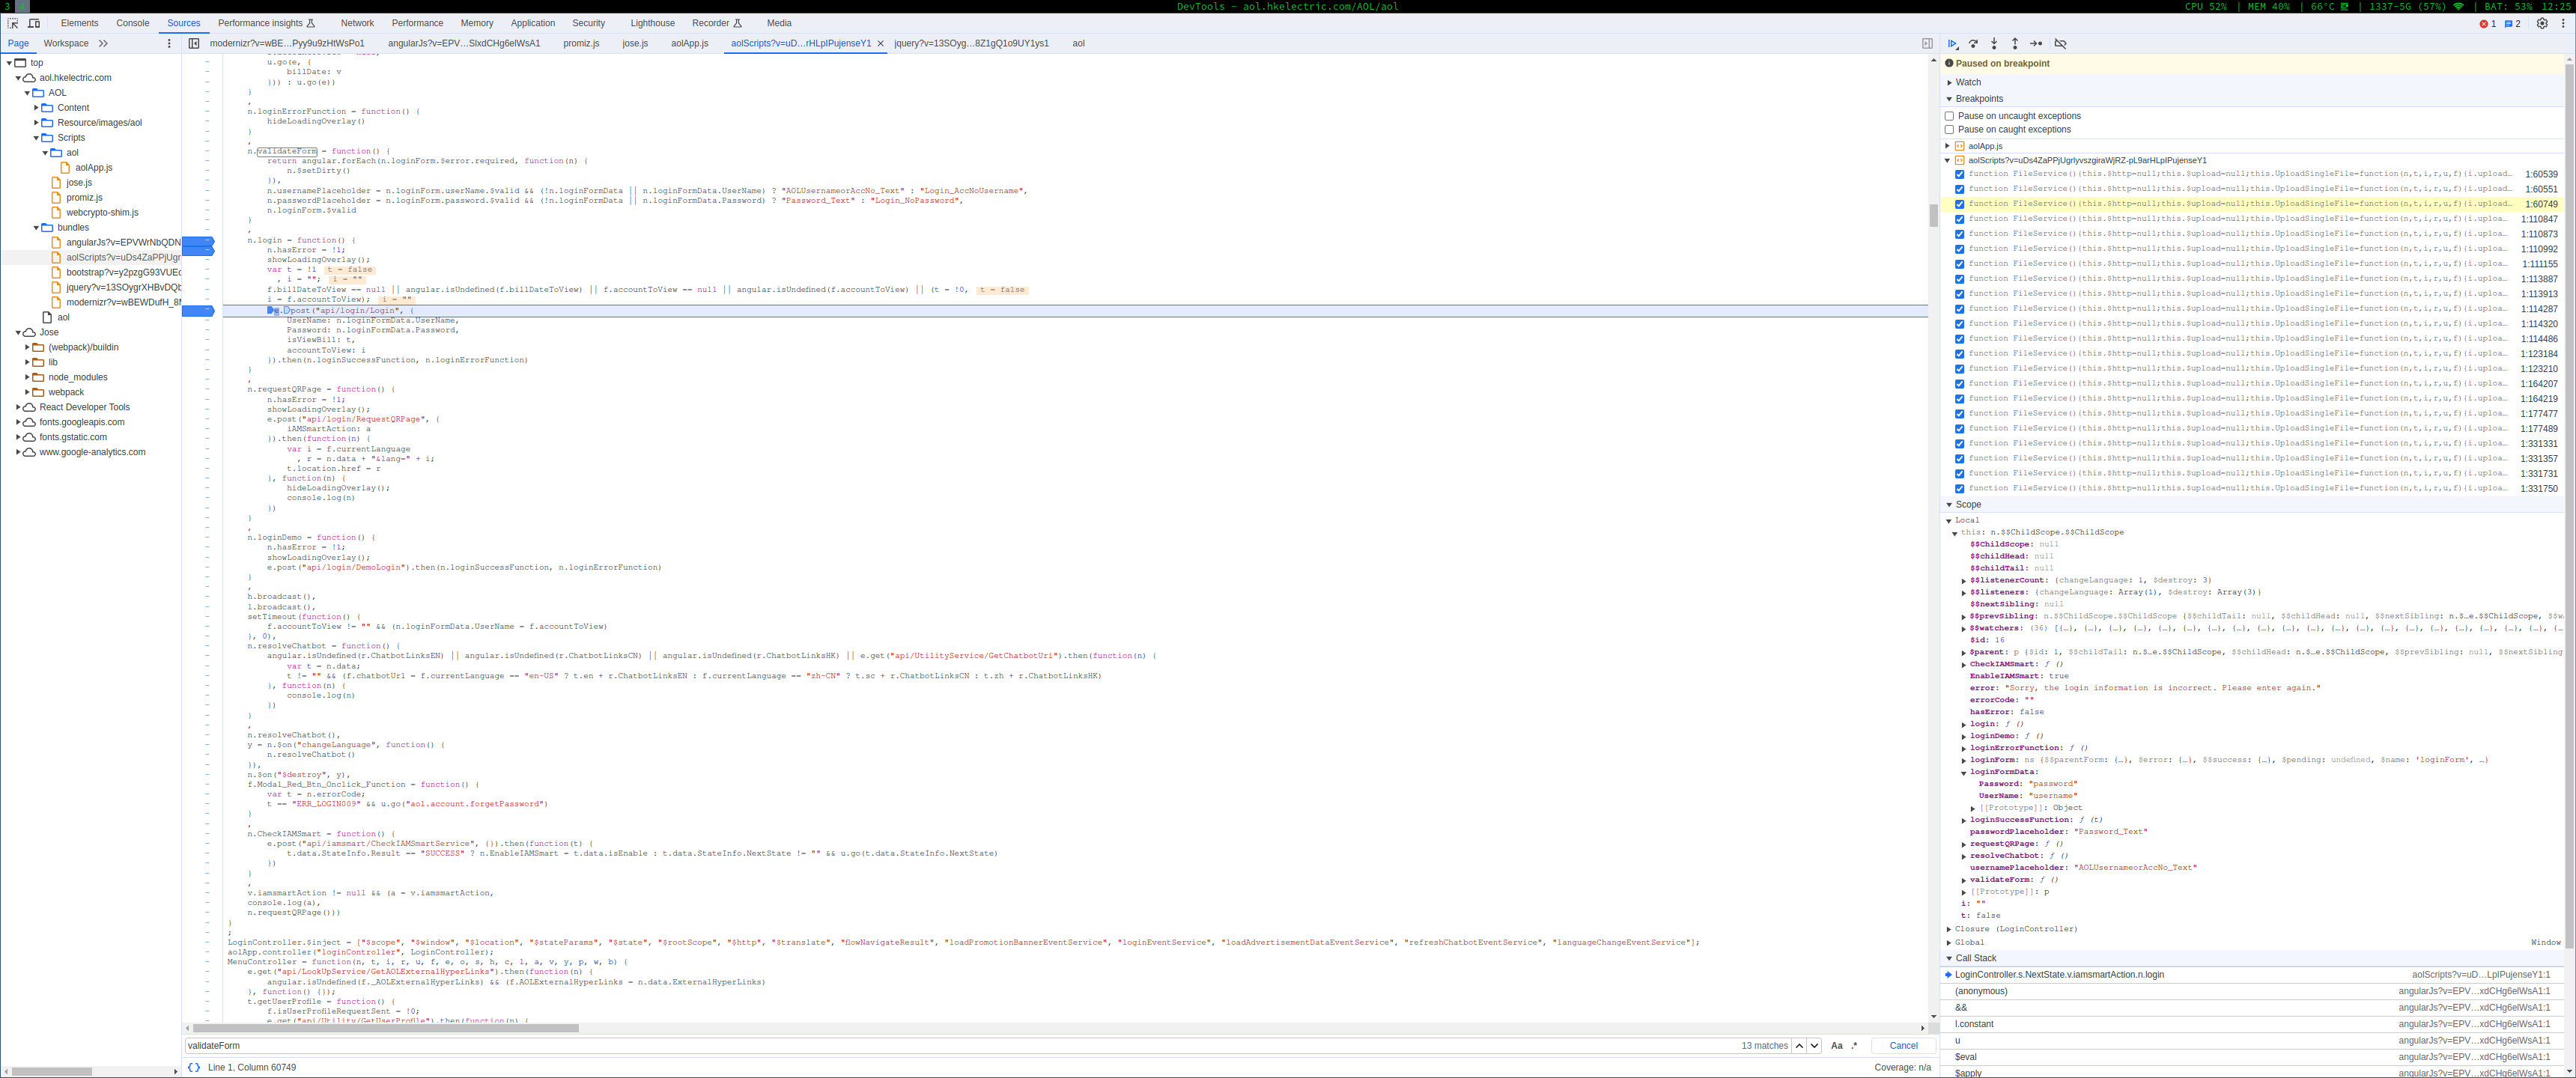 3 4 DevTools - aol.hkelectric.com/AOL/aol CPU 52% | MEM 40% | 66°C | 1337-5G (57%) | BAT: 53% 12:25
Elements Console Sources Performance insights Network Performance Memory Application Security Lighthouse Recorder Media 1 2
Page Workspace
modernizr?v=wBE…Pyy9u9zHtWsPo1 angularJs?v=EPV…SlxdCHg6elWsA1 promiz.js jose.js aolApp.js aolScripts?v=uD…rHLpIPujenseY1 jquery?v=13SOyg…8Z1gQ1o9UY1ys1 aol
top
aol.hkelectric.com
AOL
Content
Resource/images/aol
Scripts
aol
aolApp.js
jose.js
promiz.js
webcrypto-shim.js
bundles
angularJs?v=EPVWrNbQDN
aolScripts?v=uDs4ZaPPjUgr
bootstrap?v=y2pzgG93VUEc
jquery?v=13SOygrXHBvDQb
modernizr?v=wBEWDufH_8
aol
Jose
(webpack)/buildin
lib
node_modules
webpack
React Developer Tools
fonts.googleapis.com
fonts.gstatic.com
www.google-analytics.com
u.go(e, {
billDate: v
})) : u.go(e))
}
,
n.loginErrorFunction = function() {
hideLoadingOverlay()
}
,
n.validateForm = function() {
return angular.forEach(n.loginForm.$error.required, function(n) {
n.$setDirty()
}),
n.usernamePlaceholder = n.loginForm.userName.$valid && (!n.loginFormData || n.loginFormData.UserName) ? "AOLUsernameorAccNo_Text" : "Login_AccNoUsername",
n.passwordPlaceholder = n.loginForm.password.$valid && (!n.loginFormData || n.loginFormData.Password) ? "Password_Text" : "Login_NoPassword",
n.loginForm.$valid
}
,
n.login = function() {
n.hasError = !1;
showLoadingOverlay();
var t = !1 t = false
, i = ""; i = ""
f.billDateToView == null || angular.isUndefined(f.billDateToView) || f.accountToView == null || angular.isUndefined(f.accountToView) || (t = !0, t = false
i = f.accountToView); i = ""
e.post("api/login/Login", {
UserName: n.loginFormData.UserName,
Password: n.loginFormData.Password,
isViewBill: t,
accountToView: i
}).then(n.loginSuccessFunction, n.loginErrorFunction)
}
,
n.requestQRPage = function() {
n.hasError = !1;
showLoadingOverlay();
e.post("api/login/RequestQRPage", {
iAMSmartAction: a
}).then(function(n) {
var i = f.currentLanguage
, r = n.data + "&lang=" + i;
t.location.href = r
}, function(n) {
hideLoadingOverlay();
console.log(n)
})
}
,
n.loginDemo = function() {
n.hasError = !1;
showLoadingOverlay();
e.post("api/login/DemoLogin").then(n.loginSuccessFunction, n.loginErrorFunction)
}
,
h.broadcast(),
l.broadcast(),
setTimeout(function() {
f.accountToView != "" && (n.loginFormData.UserName = f.accountToView)
}, 0),
n.resolveChatbot = function() {
angular.isUndefined(r.ChatbotLinksEN) || angular.isUndefined(r.ChatbotLinksCN) || angular.isUndefined(r.ChatbotLinksHK) || e.get("api/UtilityService/GetChatbotUri").then(function(n) {
var t = n.data;
t != "" && (f.chatbotUrl = f.currentLanguage == "en-US" ? t.en + r.ChatbotLinksEN : f.currentLanguage == "zh-CN" ? t.sc + r.ChatbotLinksCN : t.zh + r.ChatbotLinksHK)
}, function(n) {
console.log(n)
})
}
,
n.resolveChatbot(),
y = n.$on("changeLanguage", function() {
n.resolveChatbot()
}),
n.$on("$destroy", y),
f.Modal_Red_Btn_Onclick_Function = function() {
var t = n.errorCode;
t == "ERR_LOGIN009" && u.go("aol.account.forgetPassword")
}
,
n.CheckIAMSmart = function() {
e.post("api/iamsmart/CheckIAMSmartService", {}).then(function(t) {
t.data.StateInfo.Result == "SUCCESS" ? n.EnableIAMSmart = t.data.isEnable : t.data.StateInfo.NextState != "" && u.go(t.data.StateInfo.NextState)
})
}
,
v.iamsmartAction != null && (a = v.iamsmartAction,
console.log(a),
n.requestQRPage()))
}
;
LoginController.$inject = ["$scope", "$window", "$location", "$stateParams", "$state", "$rootScope", "$http", "$translate", "flowNavigateResult", "loadPromotionBannerEventService", "loginEventService", "loadAdvertisementDataEventService", "refreshChatbotEventService", "languageChangeEventService"];
aolApp.controller("loginController", LoginController);
MenuController = function(n, t, i, r, u, f, e, o, s, h, c, l, a, v, y, p, w, b) {
e.get("api/LookUpService/GetAOLExternalHyperLinks").then(function(n) {
angular.isUndefined(f._AOLExternalHyperLinks) && (f.AOLExternalHyperLinks = n.data.ExternalHyperLinks)
}, function() {});
t.getUserProfile = function() {
f.isUserProfileRequestSent = !0;
e.get("api/Utility/GetUserProfile").then(function(n) {
validateForm 13 matches Aa .* Cancel
{} Line 1, Column 60749 Coverage: n/a
Paused on breakpoint
Watch
Breakpoints
Pause on uncaught exceptions
Pause on caught exceptions
aolApp.js
aolScripts?v=uDs4ZaPPjUgrlyvszgiraWjRZ-pL9arHLpIPujenseY1
function FileService(){this.$http=null;this.$upload=null;this.UploadSingleFile=function(n,t,i,r,u,f){i.upload… 1:60539
function FileService(){this.$http=null;this.$upload=null;this.UploadSingleFile=function(n,t,i,r,u,f){i.upload… 1:60551
function FileService(){this.$http=null;this.$upload=null;this.UploadSingleFile=function(n,t,i,r,u,f){i.upload… 1:60749
function FileService(){this.$http=null;this.$upload=null;this.UploadSingleFile=function(n,t,i,r,u,f){i.uploa… 1:110847
function FileService(){this.$http=null;this.$upload=null;this.UploadSingleFile=function(n,t,i,r,u,f){i.uploa… 1:110873
function FileService(){this.$http=null;this.$upload=null;this.UploadSingleFile=function(n,t,i,r,u,f){i.uploa… 1:110992
function FileService(){this.$http=null;this.$upload=null;this.UploadSingleFile=function(n,t,i,r,u,f){i.uploa… 1:111155
function FileService(){this.$http=null;this.$upload=null;this.UploadSingleFile=function(n,t,i,r,u,f){i.uploa… 1:113887
function FileService(){this.$http=null;this.$upload=null;this.UploadSingleFile=function(n,t,i,r,u,f){i.uploa… 1:113913
function FileService(){this.$http=null;this.$upload=null;this.UploadSingleFile=function(n,t,i,r,u,f){i.uploa… 1:114287
function FileService(){this.$http=null;this.$upload=null;this.UploadSingleFile=function(n,t,i,r,u,f){i.uploa… 1:114320
function FileService(){this.$http=null;this.$upload=null;this.UploadSingleFile=function(n,t,i,r,u,f){i.uploa… 1:114486
function FileService(){this.$http=null;this.$upload=null;this.UploadSingleFile=function(n,t,i,r,u,f){i.uploa… 1:123184
function FileService(){this.$http=null;this.$upload=null;this.UploadSingleFile=function(n,t,i,r,u,f){i.uploa… 1:123210
function FileService(){this.$http=null;this.$upload=null;this.UploadSingleFile=function(n,t,i,r,u,f){i.uploa… 1:164207
function FileService(){this.$http=null;this.$upload=null;this.UploadSingleFile=function(n,t,i,r,u,f){i.uploa… 1:164219
function FileService(){this.$http=null;this.$upload=null;this.UploadSingleFile=function(n,t,i,r,u,f){i.uploa… 1:177477
function FileService(){this.$http=null;this.$upload=null;this.UploadSingleFile=function(n,t,i,r,u,f){i.uploa… 1:177489
function FileService(){this.$http=null;this.$upload=null;this.UploadSingleFile=function(n,t,i,r,u,f){i.uploa… 1:331331
function FileService(){this.$http=null;this.$upload=null;this.UploadSingleFile=function(n,t,i,r,u,f){i.uploa… 1:331357
function FileService(){this.$http=null;this.$upload=null;this.UploadSingleFile=function(n,t,i,r,u,f){i.uploa… 1:331731
function FileService(){this.$http=null;this.$upload=null;this.UploadSingleFile=function(n,t,i,r,u,f){i.uploa… 1:331750
Scope
Local
this: n.$$ChildScope.$$ChildScope
$$ChildScope: null
$$childHead: null
$$childTail: null
$$listenerCount: {changeLanguage: 1, $destroy: 3}
$$listeners: {changeLanguage: Array(1), $destroy: Array(3)}
$$nextSibling: null
$$prevSibling: n.$$ChildScope.$$ChildScope {$$childTail: null, $$childHead: null, $$nextSibling: n.$…e.$$ChildScope, $$w
$$watchers: (36) [{…}, {…}, {…}, {…}, {…}, {…}, {…}, {…}, {…}, {…}, {…}, {…}, {…}, {…}, {…}, {…}, {…}, {…}, {…}, {…
$id: 16
$parent: p {$id: 1, $$childTail: n.$…e.$$ChildScope, $$childHead: n.$…e.$$ChildScope, $$prevSibling: null, $$nextSibling
CheckIAMSmart: ƒ ()
EnableIAMSmart: true
error: "Sorry, the login information is incorrect. Please enter again."
errorCode: ""
hasError: false
login: ƒ ()
loginDemo: ƒ ()
loginErrorFunction: ƒ ()
loginForm: ns {$$parentForm: {…}, $error: {…}, $$success: {…}, $pending: undefined, $name: 'loginForm', …}
loginFormData:
Password: "password"
UserName: "username"
[[Prototype]]: Object
loginSuccessFunction: ƒ (t)
passwordPlaceholder: "Password_Text"
requestQRPage: ƒ ()
resolveChatbot: ƒ ()
usernamePlaceholder: "AOLUsernameorAccNo_Text"
validateForm: ƒ ()
[[Prototype]]: p
i: ""
t: false
Closure (LoginController)
Global Window
Call Stack
LoginController.s.NextState.v.iamsmartAction.n.login aolScripts?v=uD…LpIPujenseY1:1
(anonymous) angularJs?v=EPV…xdCHg6elWsA1:1
&& angularJs?v=EPV…xdCHg6elWsA1:1
l.constant angularJs?v=EPV…xdCHg6elWsA1:1
u angularJs?v=EPV…xdCHg6elWsA1:1
$eval angularJs?v=EPV…xdCHg6elWsA1:1
$apply angularJs?v=EPV…xdCHg6elWsA1:1